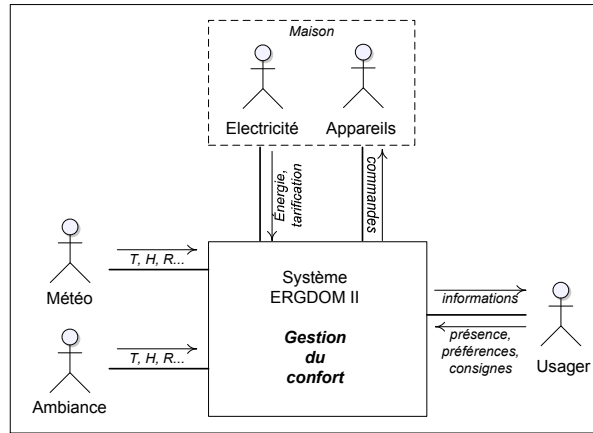 Maison
Electricité
Appareils
Énergie,
tarification
commandes
Météo
T, H, R...
Ambiance
T, H, R...
Système
ERGDOM II
Gestion
du
confort
informations
présence,
préférences,
consignes
Usager